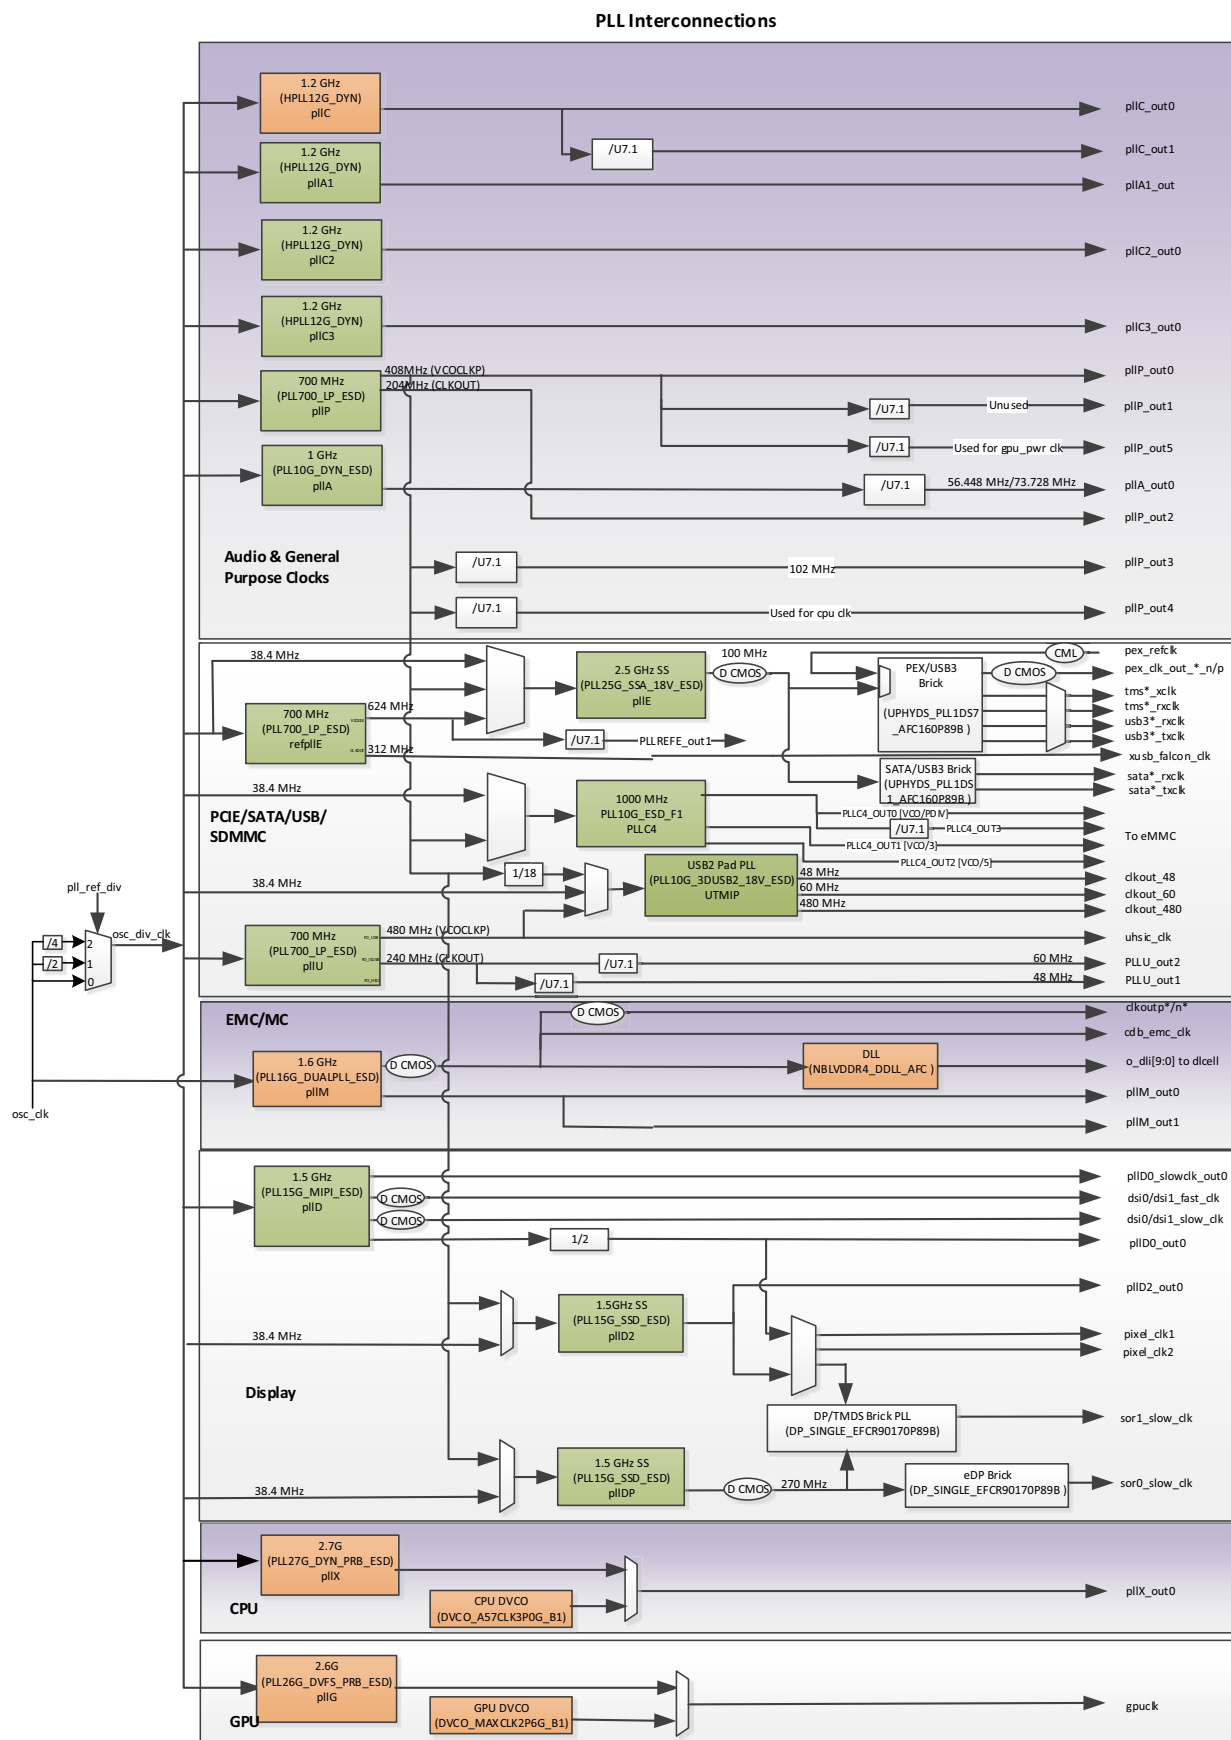 PLL Interconnections
1.2 GHz
(HPLL12G_DYN)
pllC
pllC_out0
/U7.1
pllC_out1
1.2 GHz
(HPLL12G_DYN)
pllA1
pllA1_out
1.2 GHz
(HPLL12G_DYN)
pllC2
pllC2_out0
1.2 GHz
(HPLL12G_DYN)
pllC3
pllC3_out0
700 MHz
(PLL700_LP_ESD)
pllP
408MHz (VCOCLKP)
204MHz (CLKOUT)
pllP_out0
/U7.1
Unused
pllP_out1
/U7.1
Used for gpu_pwr clk
pllP_out5
1 GHz
(PLL10G_DYN_ESD)
pllA
/U7.1
56.448 MHz/73.728 MHz
pllA_out0
pllP_out2
Audio & General
Purpose Clocks
/U7.1
102 MHz
pllP_out3
/U7.1
Used for cpu clk
pllP_out4
38.4 MHz
2.5 GHz SS
(PLL25G_SSA_18V_ESD)
pllE
100 MHz
D CMOS
CML
pex_refclk
PEX/USB3
Brick
(UPHYDS_PLL1DS7
_AFC160P89B )
D CMOS
pex_clk_out_*_n/p
tms*_xclk
tms*_rxclk
usb3*_rxclk
usb3*_txclk
700 MHz
(PLL700_LP_ESD)
refpllE
624 MHz
312 MHz
/U7.1
PLLREFE_out1
xusb_falcon_clk
SATA/USB3 Brick
(UPHYDS_PLL1DS
1_AFC160P89B )
sata*_rxclk
sata*_txclk
38.4 MHz
PCIE/SATA/USB/
SDMMC
1000 MHz
PLL10G_ESD_F1
PLLC4
PLLC4_OUT0 [VCO/PDIV]
/U7.1
PLLC4_OUT3
PLLC4_OUT1 [VCO/3]
PLLC4_OUT2 [VCO/5]
To eMMC
1/18
38.4 MHz
USB2 Pad PLL
(PLL10G_3DUSB2_18V_ESD)
UTMIP
48 MHz
60 MHz
480 MHz
clkout_48
clkout_60
clkout_480
pll_ref_div
osc_div_clk
/4
/2
2
1
0
osc_clk
700 MHz
(PLL700_LP_ESD)
pllU
480 MHz (VCOCLKP)
240 MHz (CLKOUT)
uhsic_clk
/U7.1
60 MHz
PLLU_out2
/U7.1
48 MHz
PLLU_out1
EMC/MC
D CMOS
clkoutp*/n*
cdb_emc_clk
1.6 GHz
(PLL16G_DUALPLL_ESD)
pllM
D CMOS
DLL
(NBLVDDR4_DDLL_AFC )
o_dli[9:0] to dlcell
pllM_out0
pllM_out1
1.5 GHz
(PLL15G_MIPI_ESD)
pllD
D CMOS
D CMOS
pllD0_slowclk_out0
dsi0/dsi1_fast_clk
dsi0/dsi1_slow_clk
1/2
pllD0_out0
1.5GHz SS
(PLL15G_SSD_ESD)
pllD2
pllD2_out0
38.4 MHz
pixel_clk1
pixel_clk2
Display
DP/TMDS Brick PLL
(DP_SINGLE_EFCR90170P89B)
sor1_slow_clk
38.4 MHz
1.5 GHz SS
(PLL15G_SSD_ESD)
pllDP
D CMOS
270 MHz
eDP Brick
(DP_SINGLE_EFCR90170P89B )
sor0_slow_clk
2.7G
(PLL27G_DYN_PRB_ESD)
pllX
CPU
CPU DVCO
(DVCO_A57CLK3P0G_B1)
pllX_out0
2.6G
(PLL26G_DVFS_PRB_ESD)
pllG
GPU
GPU DVCO
(DVCO_MAXCLK2P6G_B1)
gpuclk